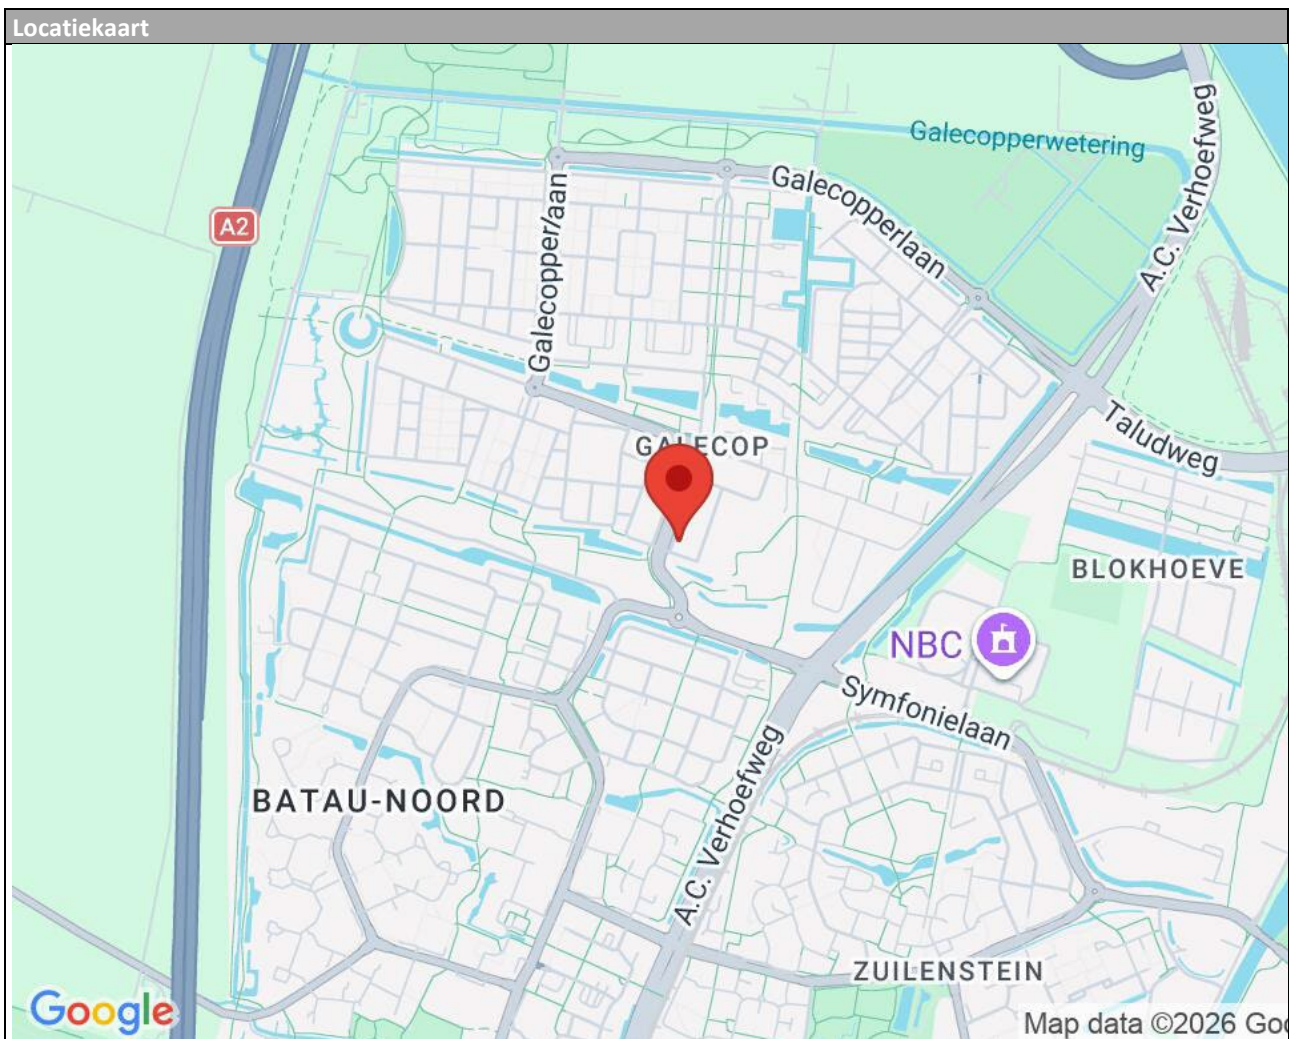 Locatiekaart
Galecopperwetering
A.C. Verhoefweg
Galecopperlaan
A2
Galecopperlaan
GALECOP
Taludweg
BLOKHOEVE
NBC
Symfonielaan
BATAU-NOORD
A.C. Verhoefweg
ZUILENSTEIN
Google
Map data ©2026 Goo